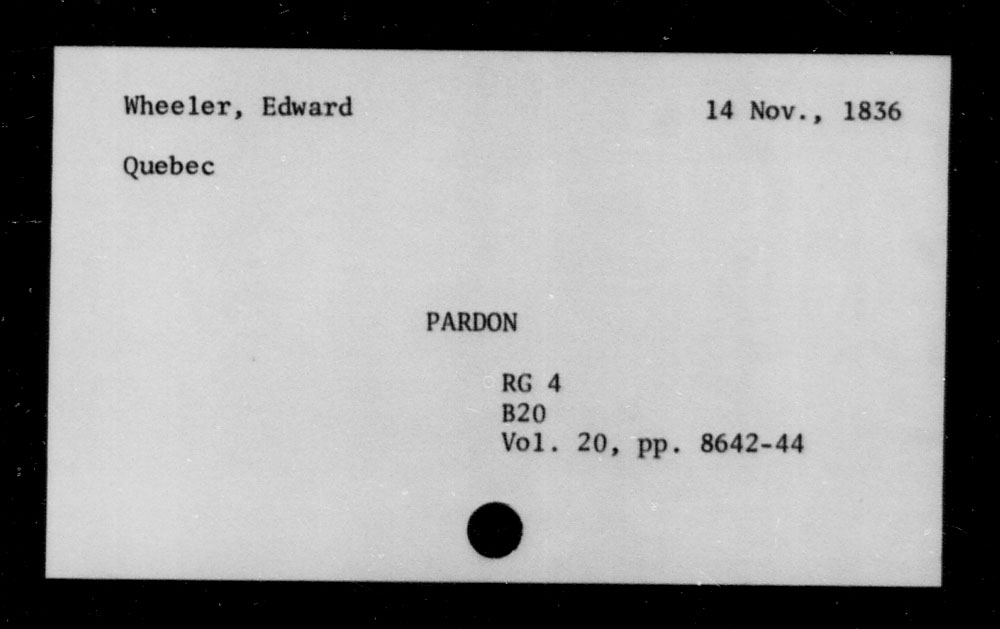 Wheeler, Edward 14 Nov., 1836
Quebec
PARDON
RG 4
B20
Vol. 20, pp. 8642-44